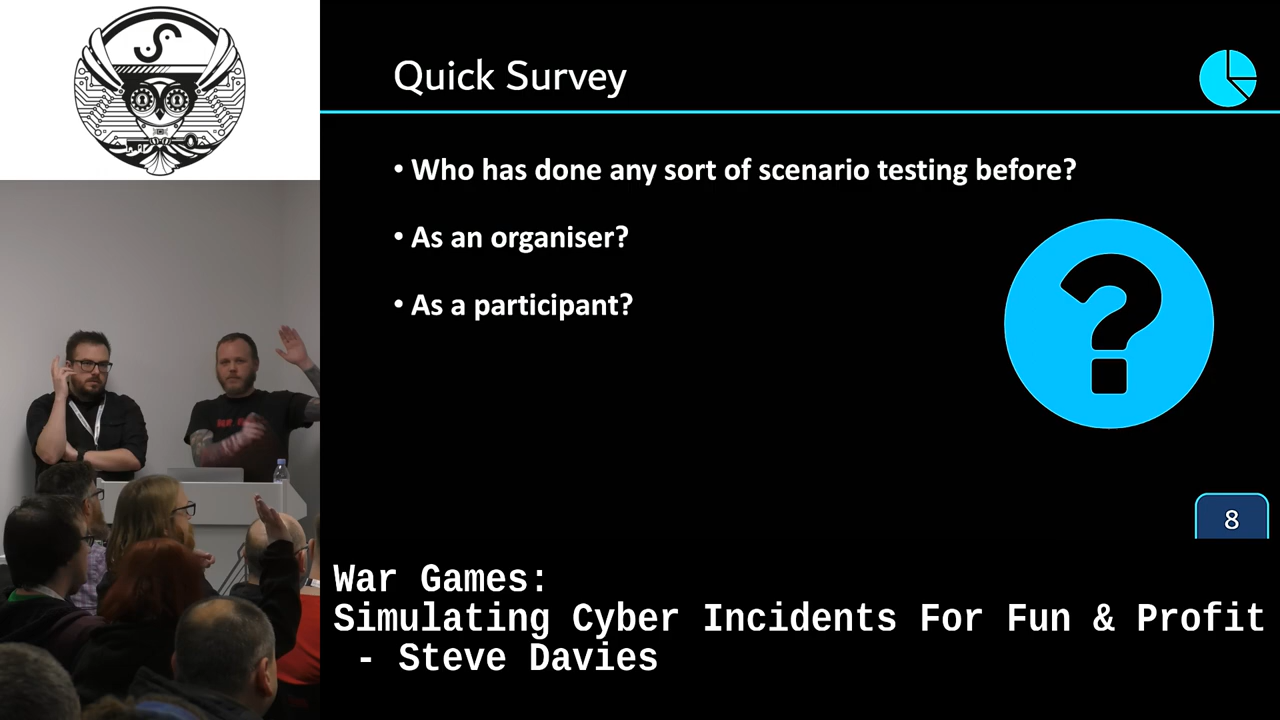 Quick Survey
• Who has done any sort of scenario testing before?
• As an organiser?
• As a participant?
?
8
War Games:
Simulating Cyber Incidents For Fun & Profit
- Steve Davies